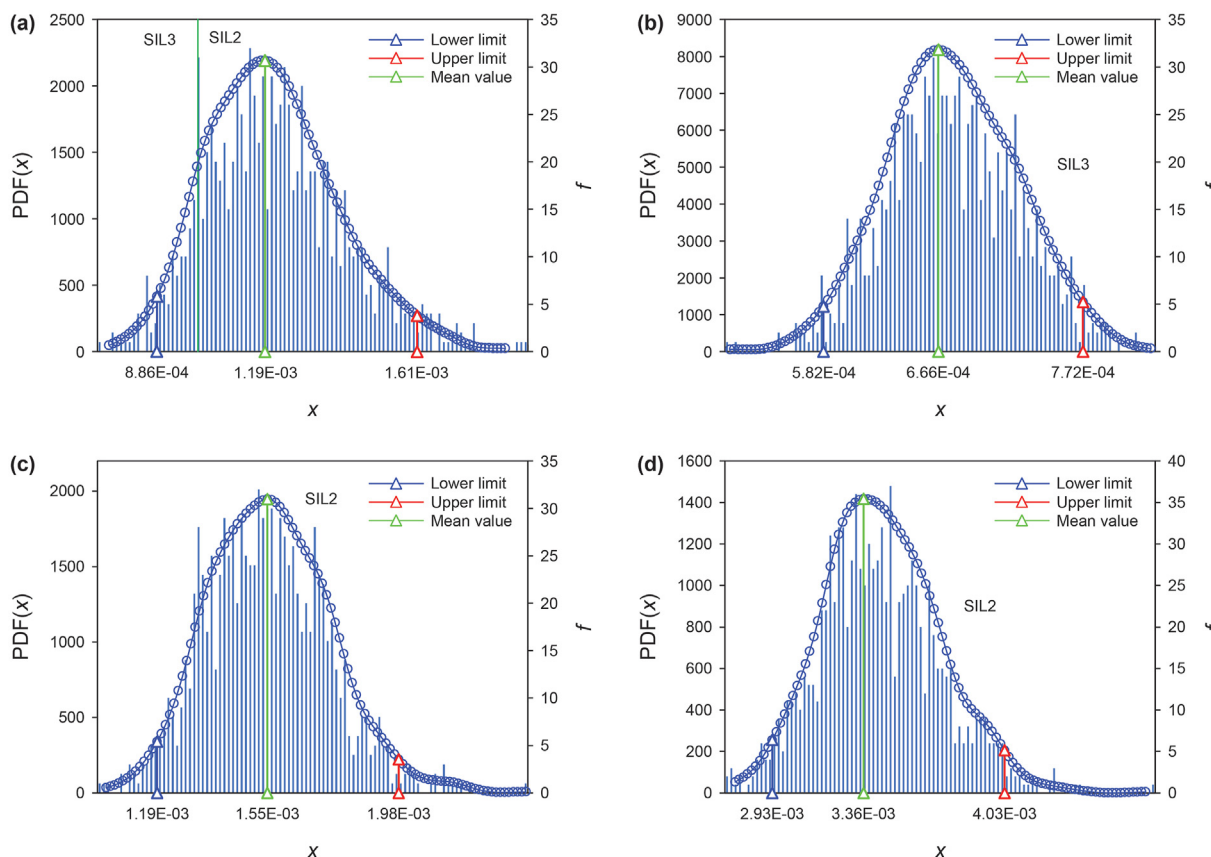 (a)
2500
2000
1500
1000
500
0
PDF(x)
SIL3
SIL2
Lower limit
Upper limit
Mean value
35
30
25
20
15
10
5
0
f
8.86E-04
1.19E-03
1.61E-03
x
(b)
9000
8000
7000
6000
5000
4000
3000
2000
1000
0
PDF(x)
Lower limit
Upper limit
Mean value
SIL3
35
30
25
20
15
10
5
0
f
5.82E-04
6.66E-04
7.72E-04
x
(c)
2000
1500
1000
500
0
PDF(x)
SIL2
Lower limit
Upper limit
Mean value
35
30
25
20
15
10
5
0
f
1.19E-03
1.55E-03
1.98E-03
x
(d)
1600
1400
1200
1000
800
600
400
200
0
PDF(x)
Lower limit
Upper limit
Mean value
SIL2
40
35
30
25
20
15
10
5
0
f
2.93E-03
3.36E-03
4.03E-03
x